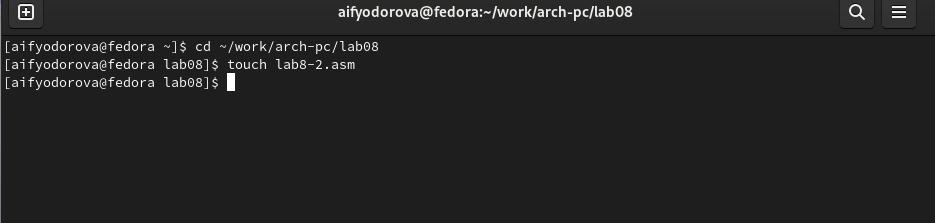 aifyodorova@fedora:~/work/arch-pc/lab08
[aifyodorova@fedora ~]$ cd ~/work/arch-pc/lab08
[aifyodorova@fedora lab08]$ touch lab8-2.asm
[aifyodorova@fedora lab08]$